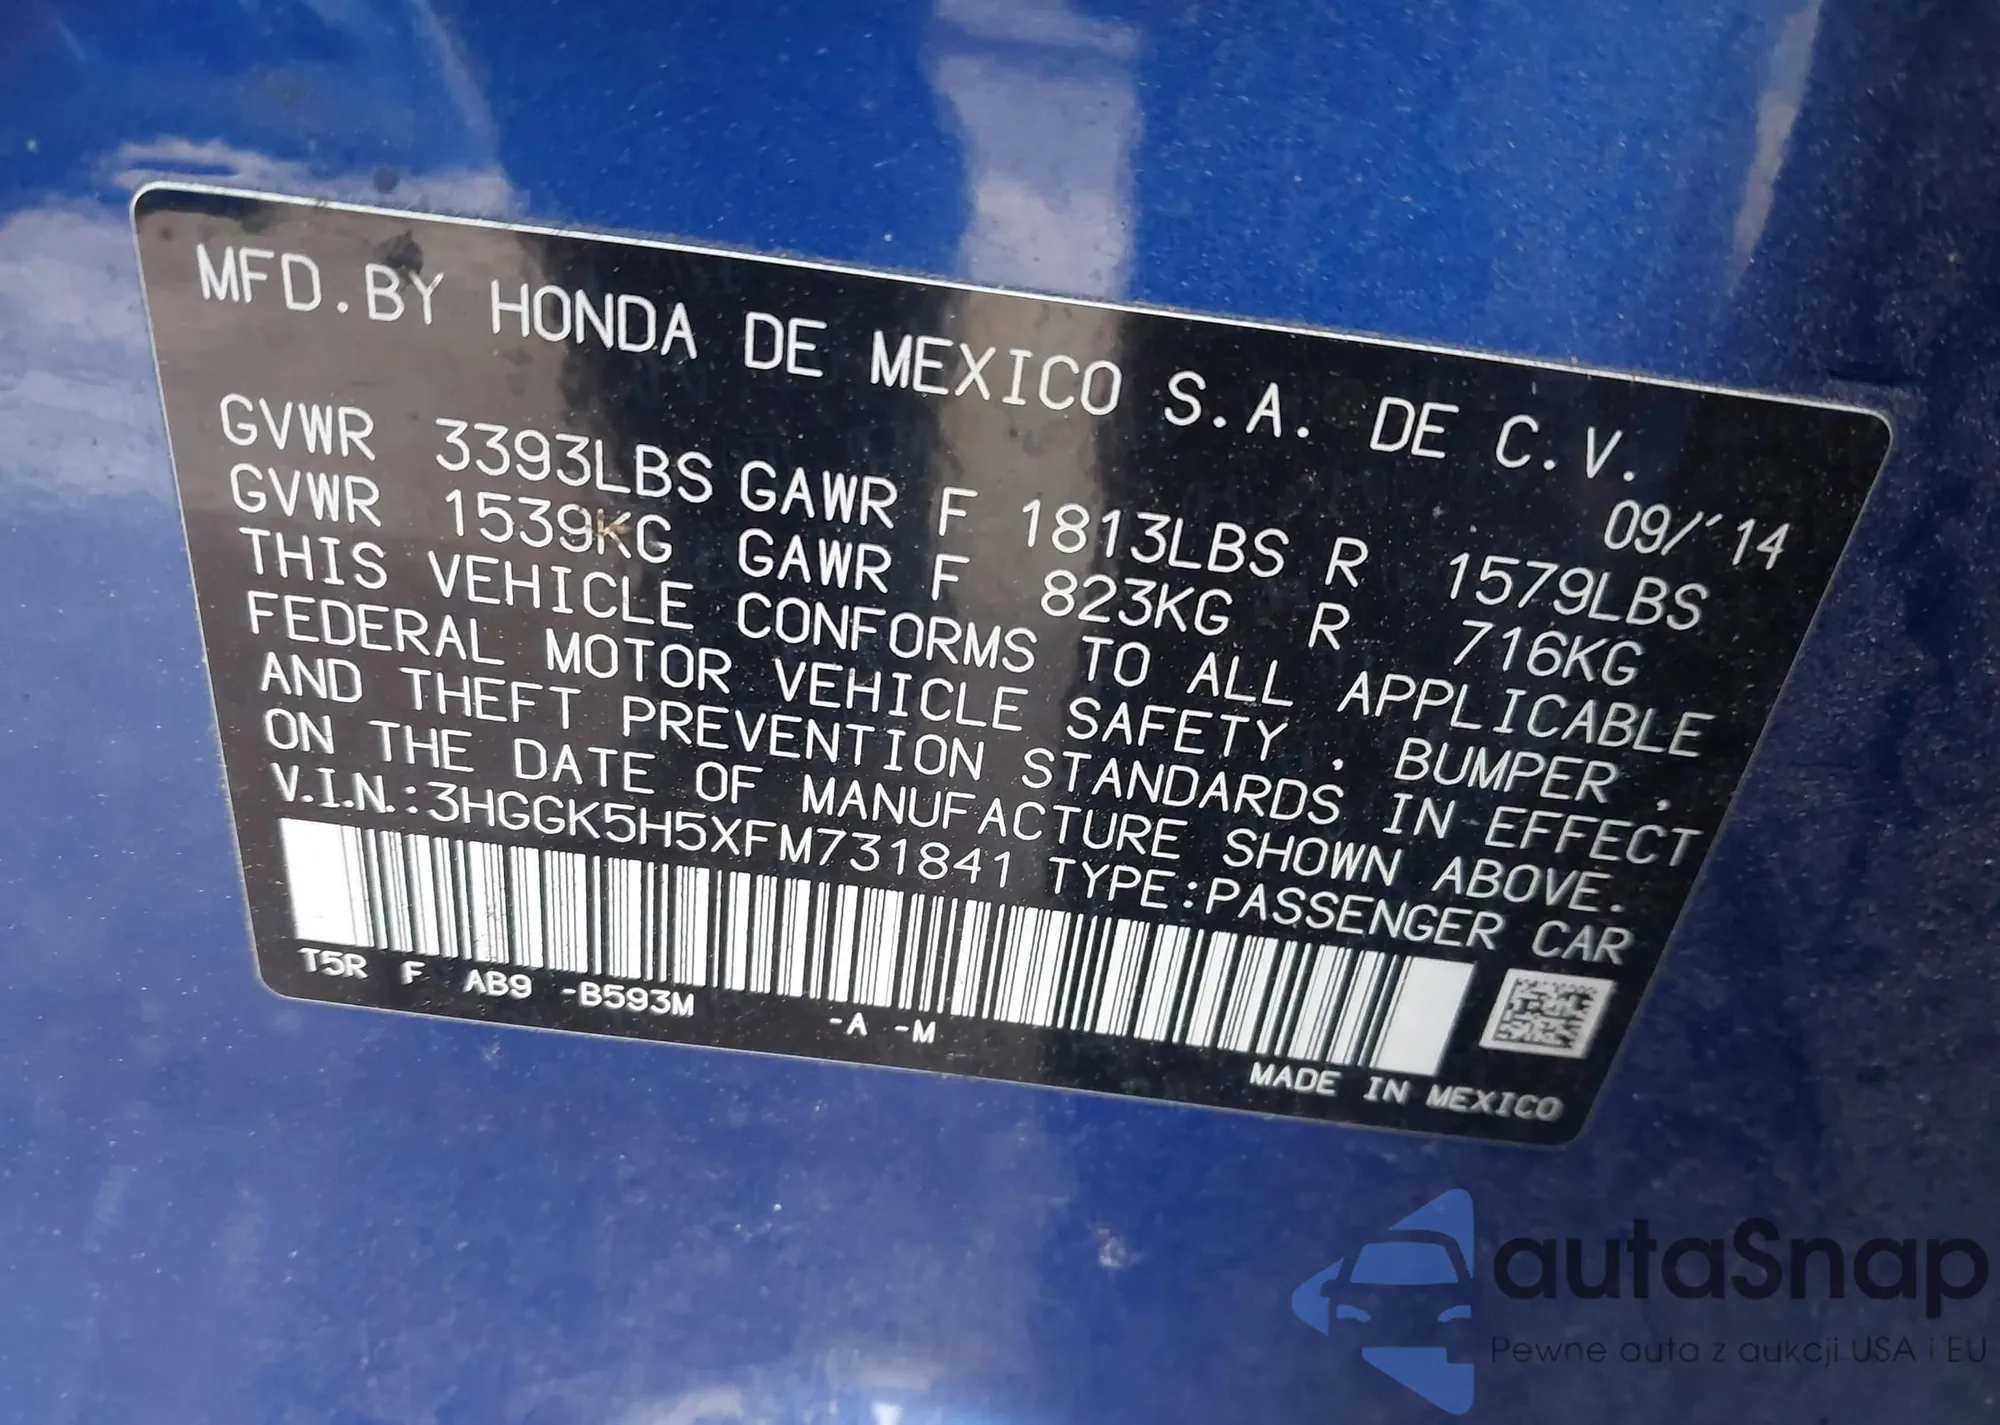 MFD.BY HONDA DE MEXICO S.A. DE C.V.
09/'14
GVWR 3393LBS GAWR F 1813LBS R 1579LBS
GVWR 1539KG GAWR F 823KG R 716KG
THIS VEHICLE CONFORMS TO ALL APPLICABLE
FEDERAL MOTOR VEHICLE SAFETY , BUMPER ,
AND THEFT PREVENTION STANDARDS IN EFFECT
ON THE DATE OF MANUFACTURE SHOWN ABOVE.
V.I.N.:3HGGK5H5XFM731841 TYPE:PASSENGER CAR
T5R F AB9 -B593M -A -M
MADE IN MEXICO
autaSnap
Pewne auta z aukcji USA i EU